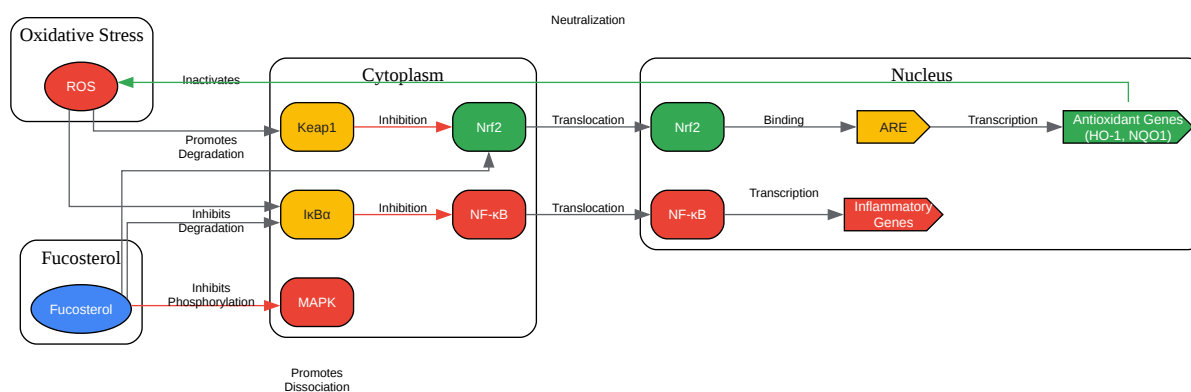 Neutralization
Oxidative Stress
ROS
Inactivates
Cytoplasm
Nucleus
Keap1
Inhibition
Nrf2
Translocation
Nrf2
Binding
ARE
Transcription
Antioxidant Genes
(HO-1, NQO1)
Promotes
Degradation
IκBα
Inhibition
NF-κB
Translocation
NF-κB
Transcription
Inflammatory
Genes
Inhibits
Degradation
Fucosterol
Fucosterol
Inhibits
Phosphorylation
MAPK
Promotes
Dissociation